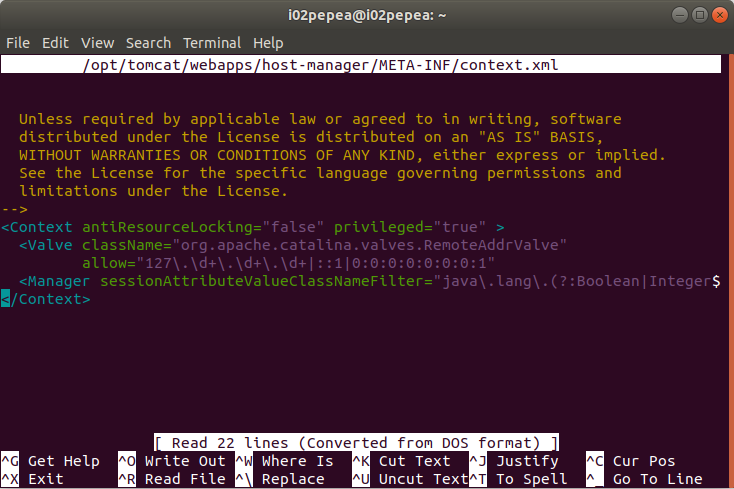 i02pepea@i02pepea: ~
File Edit View Search Terminal Help
/opt/tomcat/webapps/host-manager/META-INF/context.xml
Unless required by applicable law or agreed to in writing, software
distributed under the License is distributed on an "AS IS" BASIS,
WITHOUT WARRANTIES OR CONDITIONS OF ANY KIND, either express or implied.
See the License for the specific language governing permissions and
limitations under the License.
-->
<Context antiResourceLocking="false" privileged="true" >
<Valve className="org.apache.catalina.valves.RemoteAddrValve"
allow="127\.\d+\.\d+\.\d+|::1|0:0:0:0:0:0:0:1"
<Manager sessionAttributeValueClassNameFilter="java\.lang\.(?:Boolean|Integer$
</Context>
[ Read 22 lines (Converted from DOS format) ]
^G Get Help ^O Write Out ^W Where Is ^K Cut Text ^J Justify ^C Cur Pos
^X Exit ^R Read File ^\ Replace ^U Uncut Text ^T To Spell ^_ Go To Line